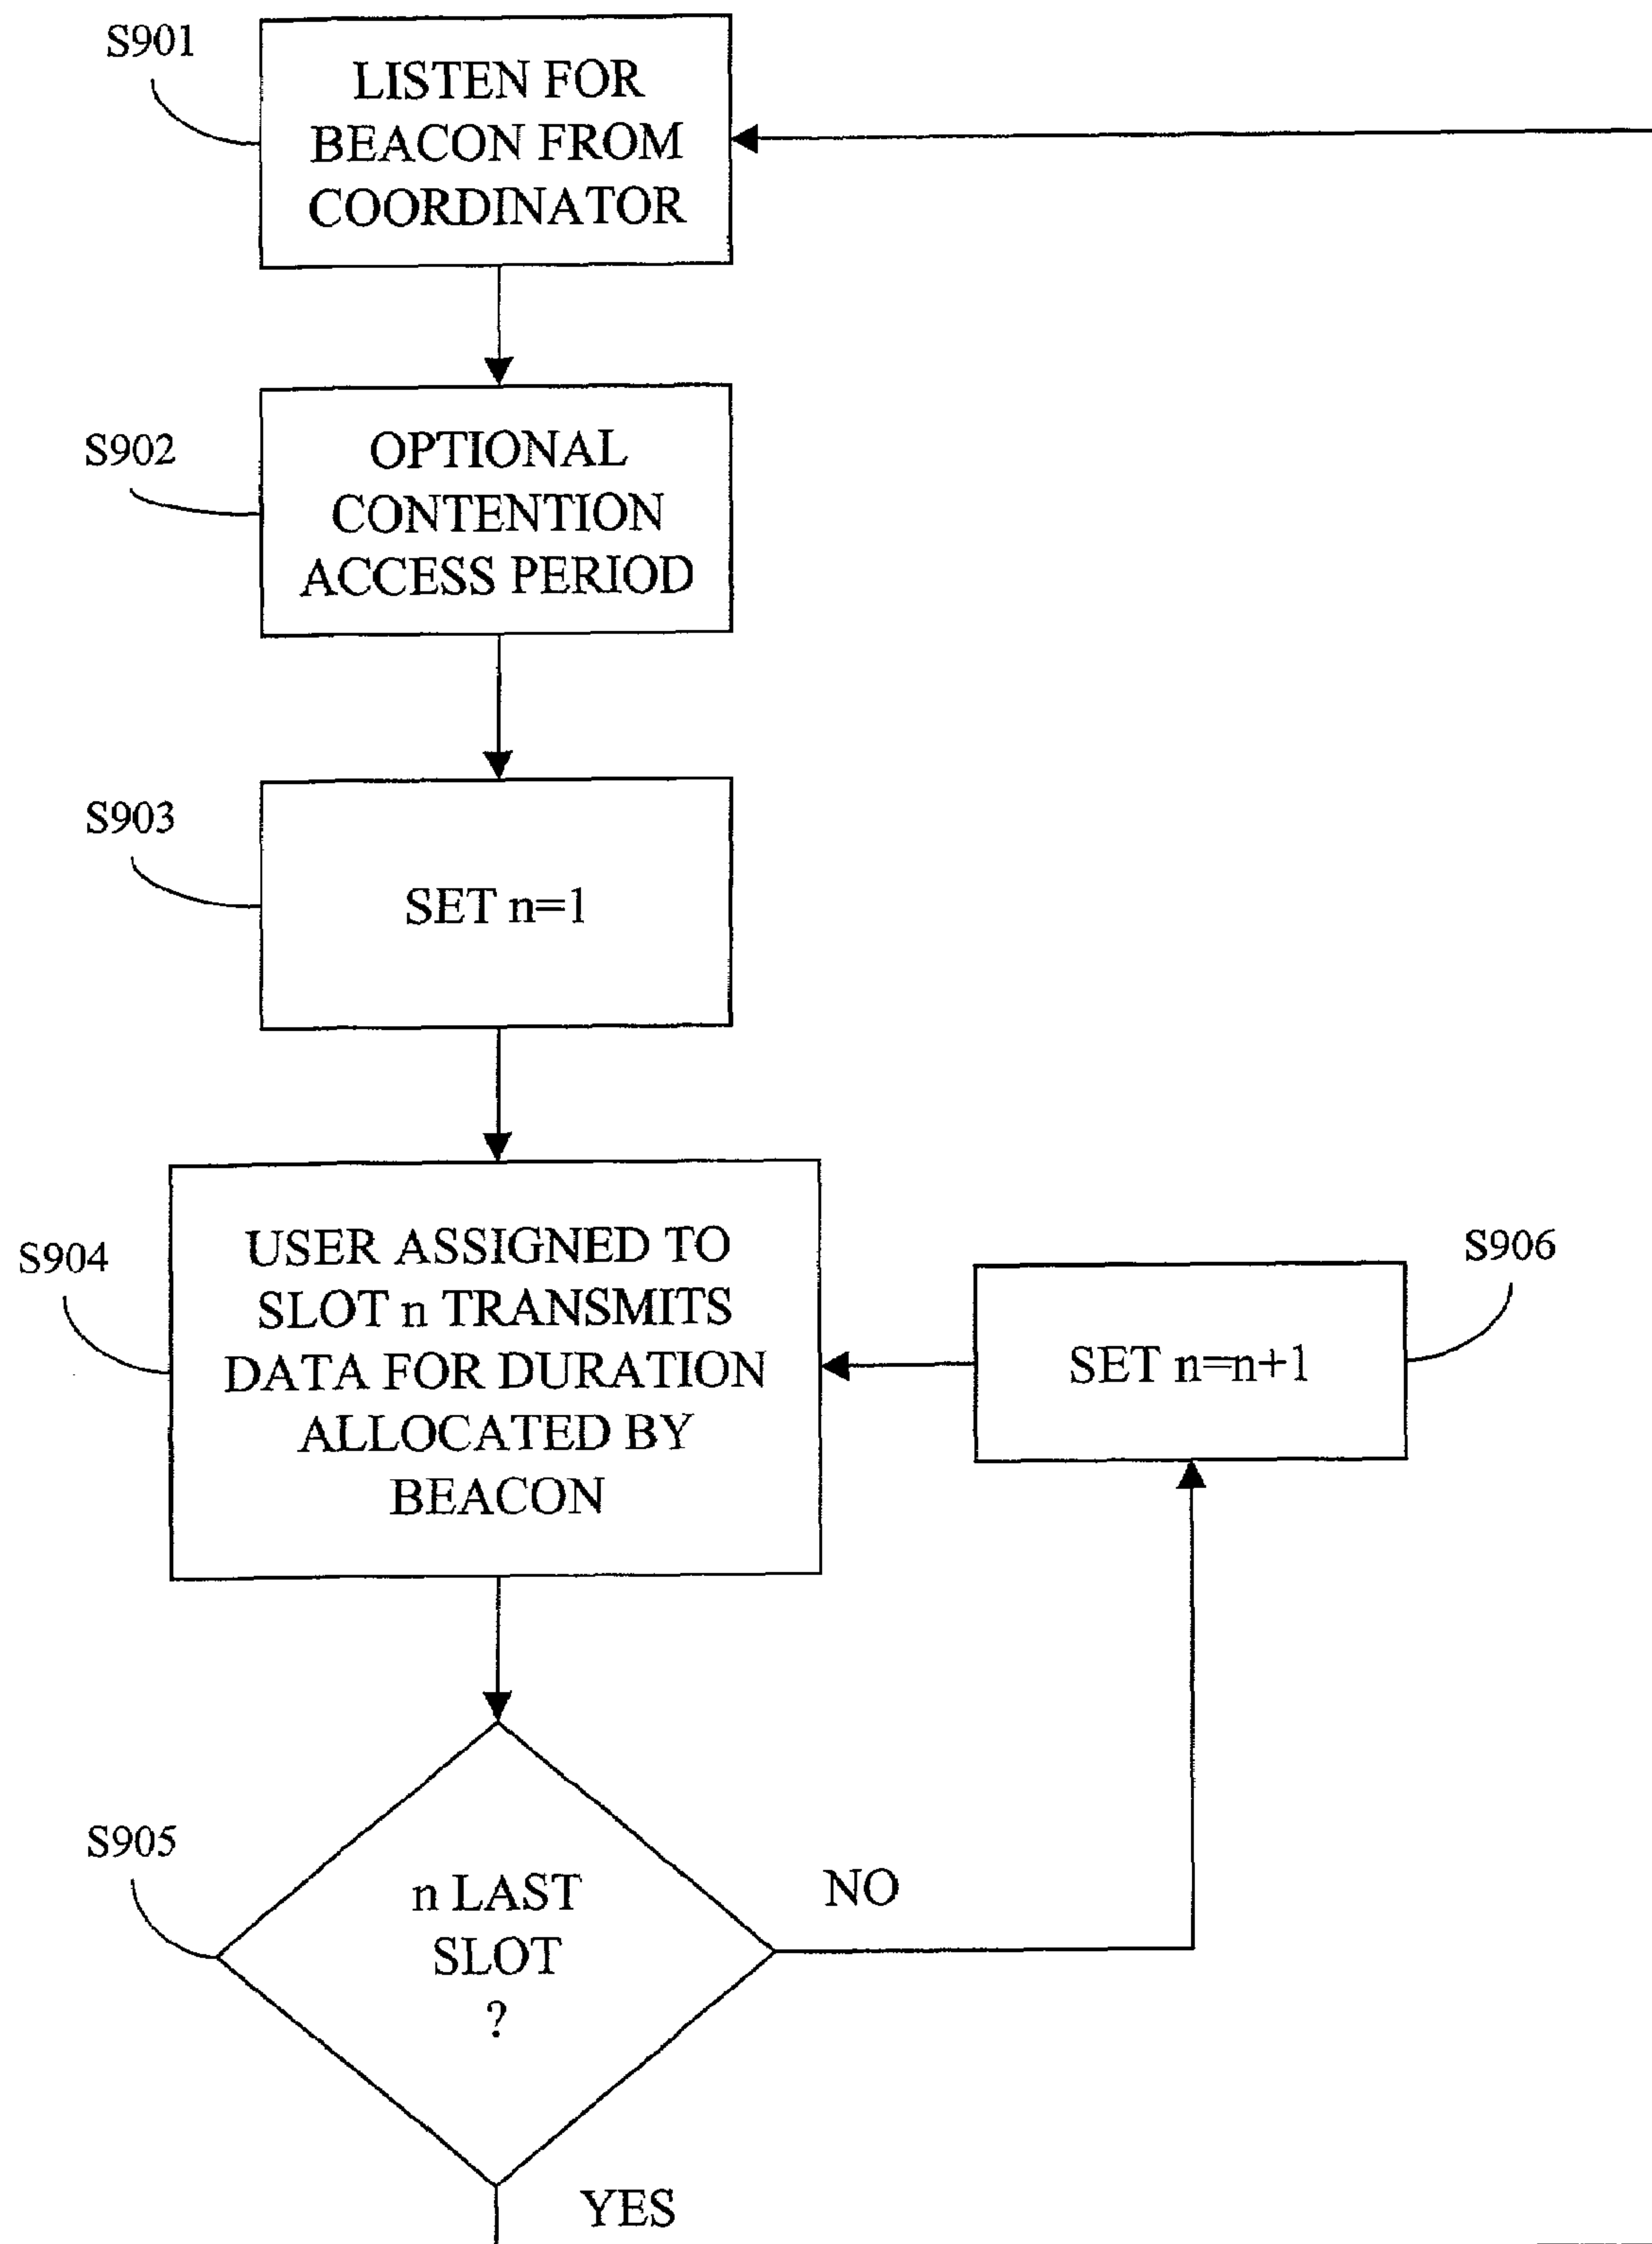 S901
LISTEN FOR
BEACON FROM
COORDINATOR
S902
OPTIONAL
CONTENTION
ACCESS PERIOD
S903
SET n=1
S904
USER ASSIGNED TO
SLOT n TRANSMITS
DATA FOR DURATION
ALLOCATED BY
BEACON
S906
SET n=n+1
S905
n LAST
SLOT
?
NO
YES